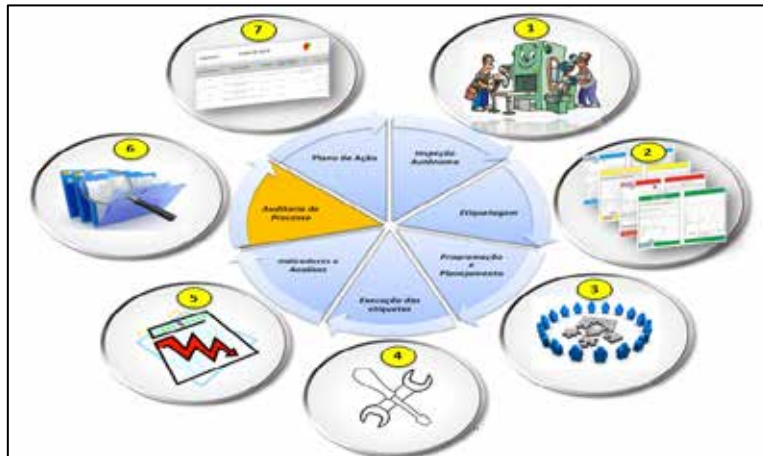 7
1
Plano de Ação
Inspeção
Autônoma
6
2
Auditoria de
Processo
Etiquetagem
Indicadores e
Análises
Programação
e
Planejamento
Execução das
etiquetas
5
3
4